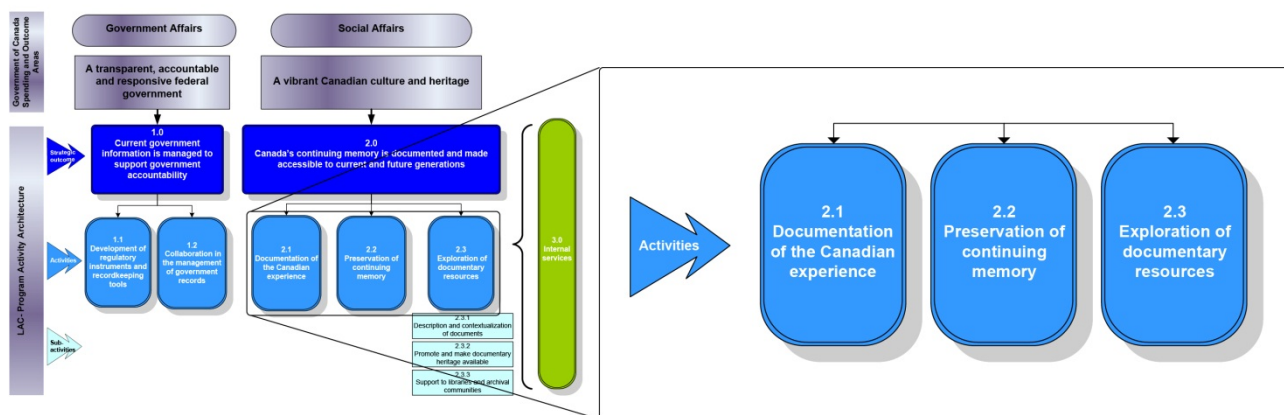 Government of Canada
Spending and Outcome
Areas
Government Affairs
Social Affairs
A transparent, accountable
and responsive federal
government
A vibrant Canadian culture and heritage
LAC- Program Activity Architecture
Strategic
outcome
1.0
Current government
information is managed to
support government
accountability
2.0
Canada's continuing memory is documented and made
accessible to current and future generations
Activities
1.1
Development of
regulatory
instruments and
recordkeeping
tools
1.2
Collaboration in
the management
of government
records
2.1
Documentation
of the Canadian
experience
2.2
Preservation of
continuing
memory
2.3
Exploration of
documentary
resources
3.0
Internal
services
Sub-
activities
2.3.1
Description and contextualization
of documents
2.3.2
Promote and make documentary
heritage available
2.3.3
Support to libraries and archival
communities
Activities
2.1
Documentation
of the Canadian
experience
2.2
Preservation of
continuing
memory
2.3
Exploration of
documentary
resources